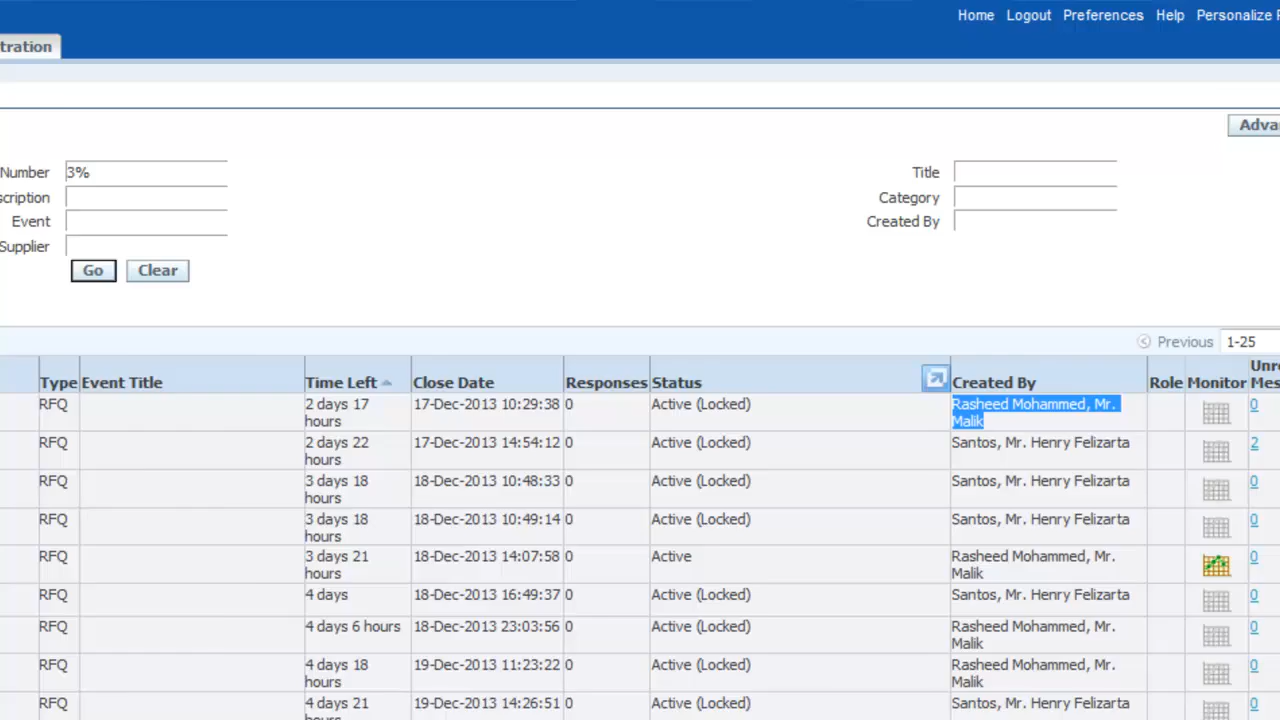 Home Logout Preferences Help Personalize
tration
Adva
Number 3% Title
scription Category
Event Created By
Supplier
Go Clear
Previous 1-25
Type Event Title Time Left Close Date Responses Status Created By Role Monitor Unre
Mes
RFQ 2 days 17 17-Dec-2013 10:29:38 0 Active (Locked) Rasheed Mohammed, Mr. 0
hours Malik
RFQ 2 days 22 17-Dec-2013 14:54:12 0 Active (Locked) Santos, Mr. Henry Felizarta 2
hours
RFQ 3 days 18 18-Dec-2013 10:48:33 0 Active (Locked) Santos, Mr. Henry Felizarta 0
hours
RFQ 3 days 18 18-Dec-2013 10:49:14 0 Active (Locked) Santos, Mr. Henry Felizarta 0
hours
RFQ 3 days 21 18-Dec-2013 14:07:58 0 Active Rasheed Mohammed, Mr. 0
hours Malik
RFQ 4 days 18-Dec-2013 16:49:37 0 Active (Locked) Santos, Mr. Henry Felizarta 0
RFQ 4 days 6 hours 18-Dec-2013 23:03:56 0 Active (Locked) Rasheed Mohammed, Mr. 0
Malik
RFQ 4 days 18 19-Dec-2013 11:23:22 0 Active (Locked) Rasheed Mohammed, Mr. 0
hours Malik
RFQ 4 days 21 19-Dec-2013 14:26:51 0 Active (Locked) Santos, Mr. Henry Felizarta 0
hours